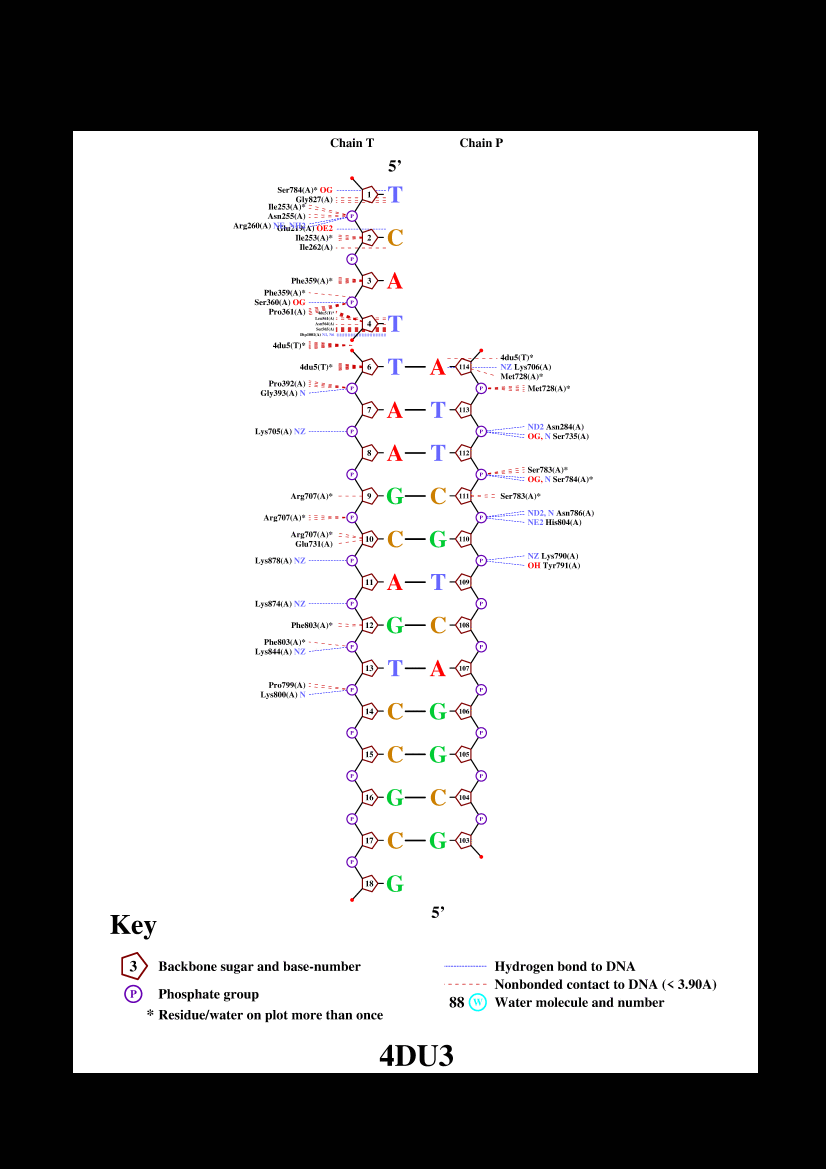 Chain T Chain P
5’
Ser784(A)* OG
1 T
Gly827(A)
Ile253(A)*
Asn255(A)
P
Arg260(A)
Glu219(A) OE2
Ile253(A)* 2 C
Ile262(A)
P
Phe359(A)* 3 A
Phe359(A)*
Ser360(A) OG P
Pro361(A)
4 T
4du5(T)*
4du5(T)* 6 T A 114
4du5(T)*
NZ Lys706(A)
Met728(A)*
Pro392(A)
Gly393(A) N P P Met728(A)*
7 A T 113
Lys705(A) NZ P P
ND2 Asn284(A)
OG, N Ser735(A)
8 A T 112
P P
Ser783(A)*
OG, N Ser784(A)*
Arg707(A)* 9 G C 111 Ser783(A)*
Arg707(A)* P P
ND2, N Asn786(A)
NE2 His804(A)
Arg707(A)*
Glu731(A)
10 C G 110
Lys878(A) NZ P P
NZ Lys790(A)
OH Tyr791(A)
11 A T 109
Lys874(A) NZ P P
Phe803(A)* 12 G C 108
Phe803(A)*
Lys844(A) NZ P P
13 T A 107
Pro799(A)
Lys800(A) N P P
14 C G 106
P P
15 C G 105
P P
16 G C 104
P P
17 C G 103
P
18 G
5’
Key
3 Backbone sugar and base-number
P Phosphate group
* Residue/water on plot more than once
Hydrogen bond to DNA
Nonbonded contact to DNA (< 3.90A)
88 W Water molecule and number
4DU3